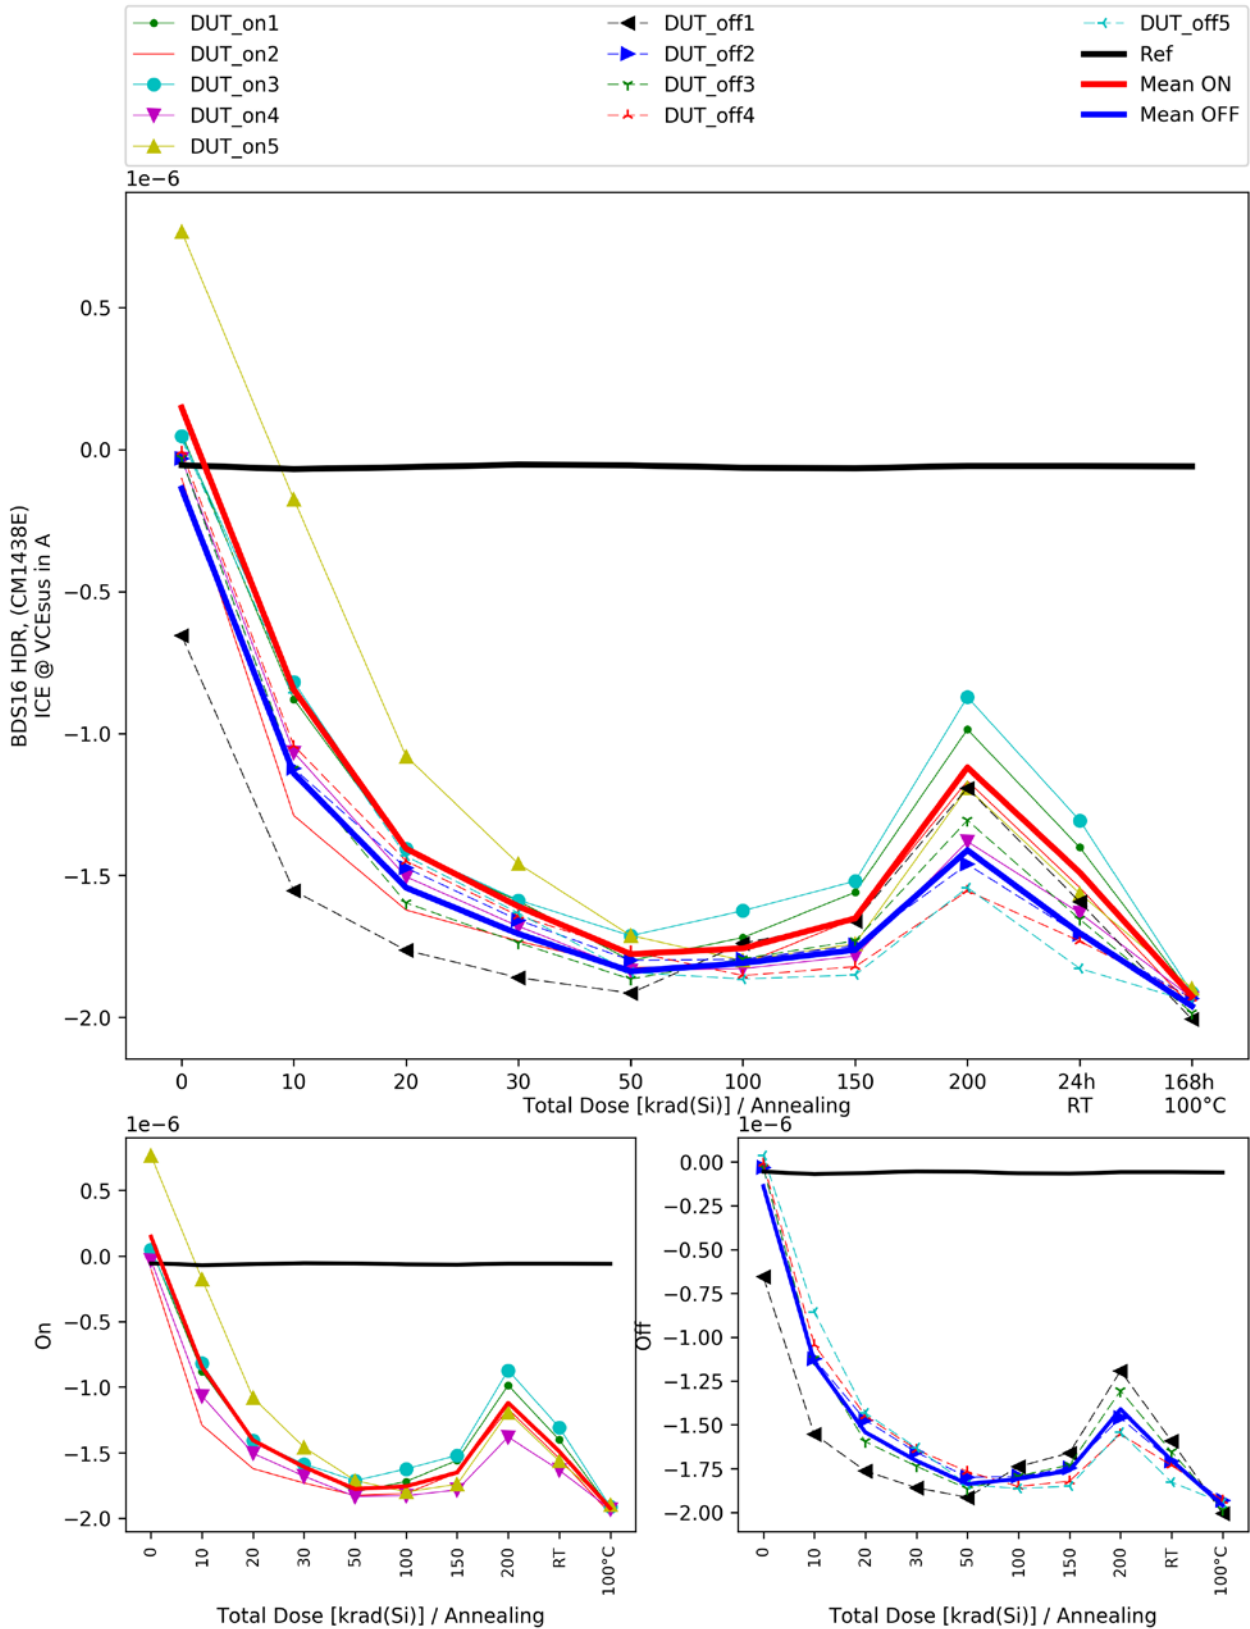 DUT_on1
DUT_on2
DUT_on3
DUT_on4
DUT_on5
DUT_off1
DUT_off2
DUT_off3
DUT_off4
DUT_off5
Ref
Mean ON
Mean OFF
1e−6
0.5
0.0
−0.5
−1.0
−1.5
−2.0
BDS16 HDR, (CM1438E)
ICE @ VCEsus in A
0 10 20 30 50 100 150 200 24h 168h
RT 100°C
Total Dose [krad(Si)] / Annealing
1e−6
0.5
0.0
−0.5
−1.0
−1.5
−2.0
On
0 10 20 30 50 100 150 200 RT 100°C
Total Dose [krad(Si)] / Annealing
1e−6
0.00
−0.25
−0.50
−0.75
−1.00
−1.25
−1.50
−1.75
−2.00
Off
0 10 20 30 50 100 150 200 RT 100°C
Total Dose [krad(Si)] / Annealing